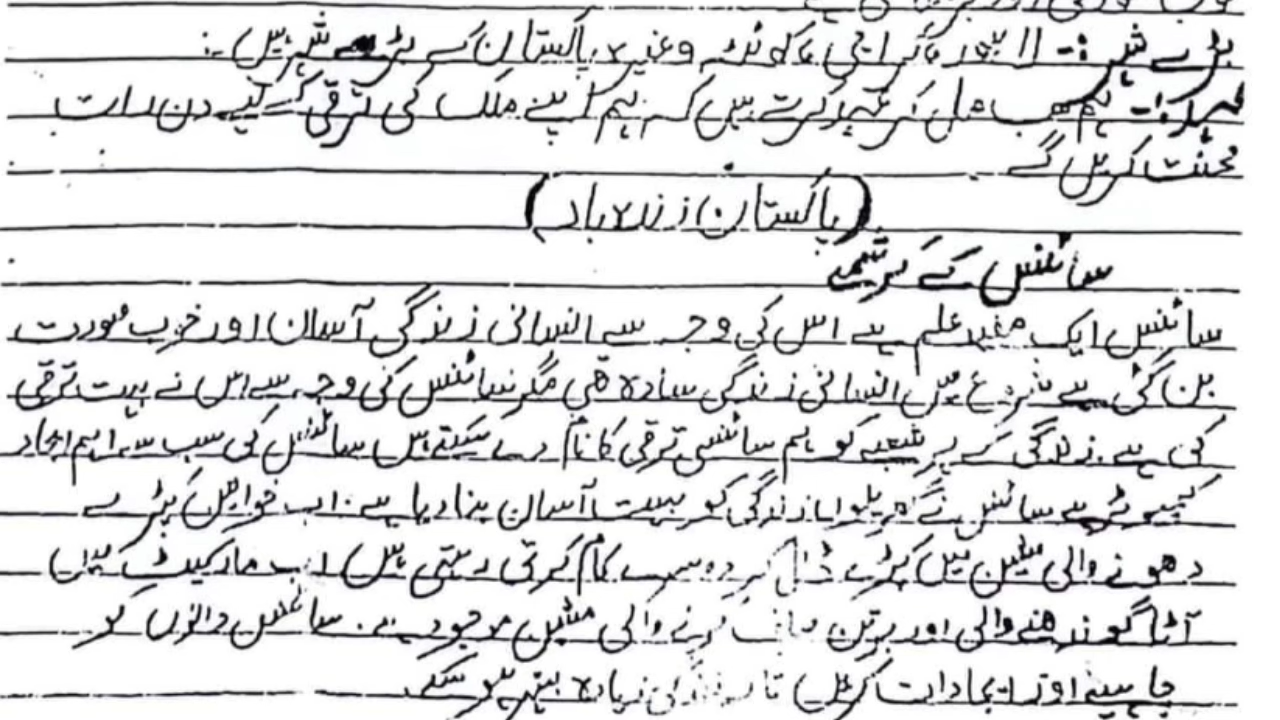 بڑے شہر :- لاہور، کراچی، کوئٹہ وغیرہ پاکستان کے بڑے شہر ہیں :
عہد :- ہم سب مل کر عہد کرتے ہیں کہ ہم اپنے ملک کی ترقی کے لیے دن رات
محنت کریں گے
(پاکستان زندہ باد)
سائنس کے کرشمے
سائنس ایک مفید علم ہے اس کی وجہ سے انسانی زندگی آسان اور خوب صورت
بن گئی ہے شروع میں انسانی زندگی سادہ تھی مگر سائنس کی وجہ سے اس نے بہت ترقی
کی ہے. زندگی کے ہر شعبے کو ہم سائنسی ترقی کا نام دے سکتے ہیں سائنس کی سب سے اہم ایجاد
کمپیوٹر ہے سائنس نے گھریلو زندگی کو بہت آسان بنا دیا ہے. اب خواتین کپڑے
دھونے والی مشین میں کپڑے ڈال کر دوسرے کام کرتی رہتی ہیں اب مارکیٹ میں
آٹا گوندھنے والی اور برتن صاف کرنے والی مشین موجود ہے. سائنس دانوں کو
چاہیے اور ایجادات کریں تا کہ زندگی زیادہ بہتر ہو سکے